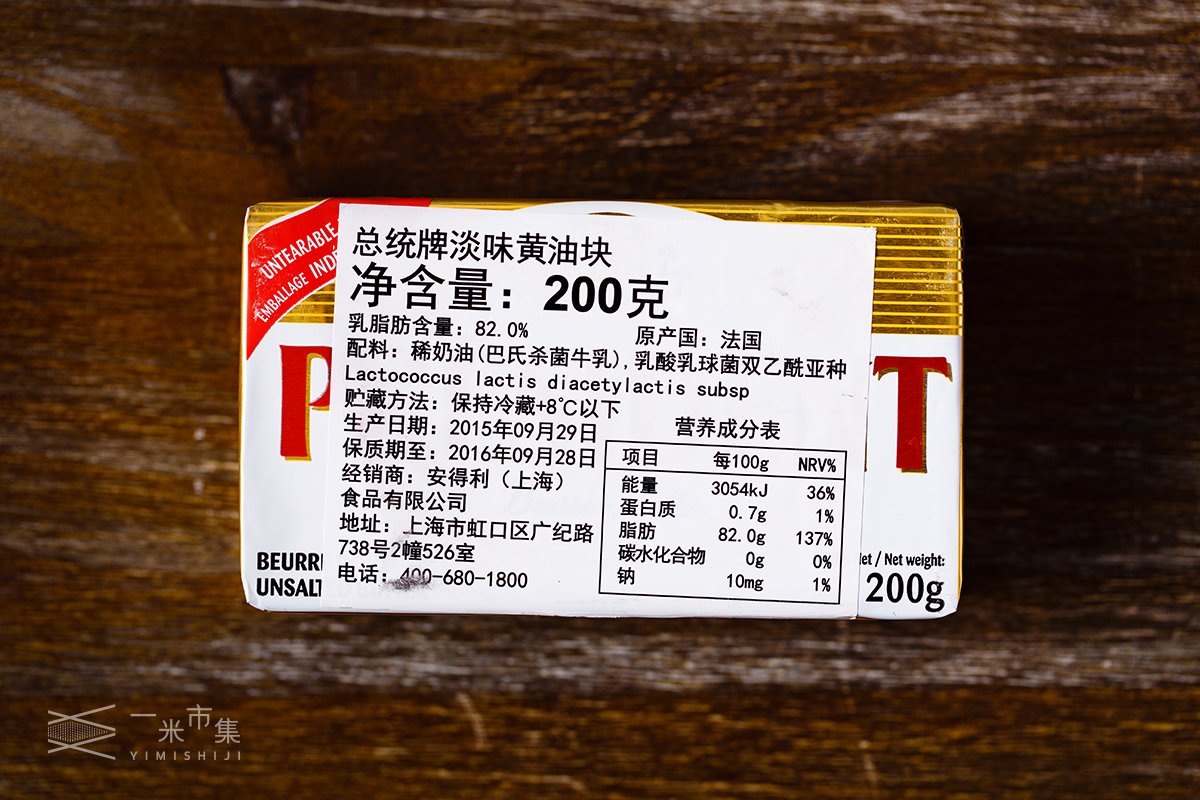 UNTEARABLE
EMBALLAGE
总统牌淡味黄油块
净含量：200克
乳脂肪含量：82.0% 原产国：法国
配料：稀奶油(巴氏杀菌牛乳),乳酸乳球菌双乙酰亚种
Lactococcus lactis diacetylactis subsp
贮藏方法：保持冷藏+8℃以下
生产日期：2015年09月29日
保质期至：2016年09月28日
经销商：安得利（上海）
食品有限公司
地址：上海市虹口区广纪路
738号2幢526室
电话：400-680-1800
营养成分表
项目 每100g NRV%
能量 3054kJ 36%
蛋白质 0.7g 1%
脂肪 82.0g 137%
碳水化合物 0g 0%
钠 10mg 1%
P
T
BEURR
UNSALT
et / Net weight:
200g
一米市集
YIMISHIJI